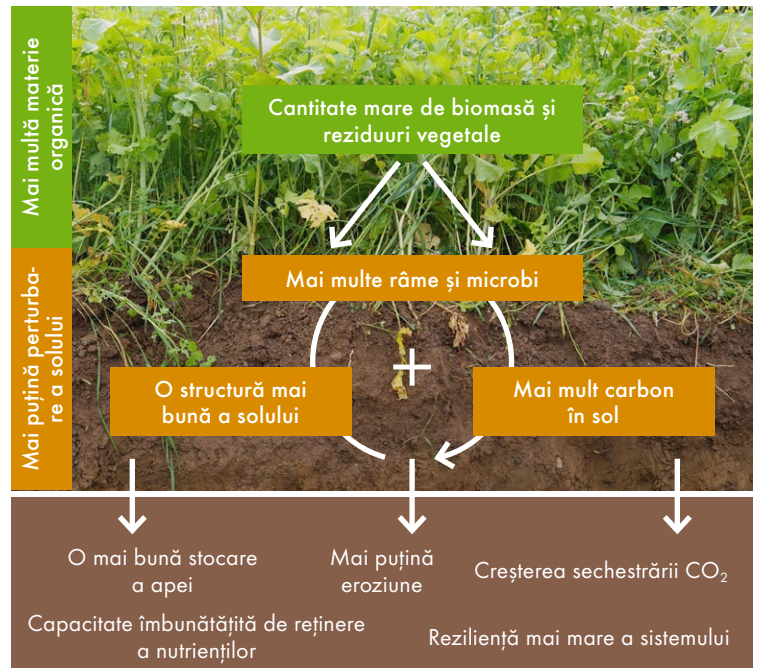 Mai multă materie
organică
Cantitate mare de biomasă și
reziduuri vegetale
Mai puțină perturba-
re a solului
Mai multe râme și microbi
+
O structură mai
bună a solului
Mai mult carbon
în sol
O mai bună stocare
a apei
Mai puțină
eroziune
Creșterea sechestrării CO₂
Capacitate îmbunătățită de reținere
a nutrienților
Reziliență mai mare a sistemului